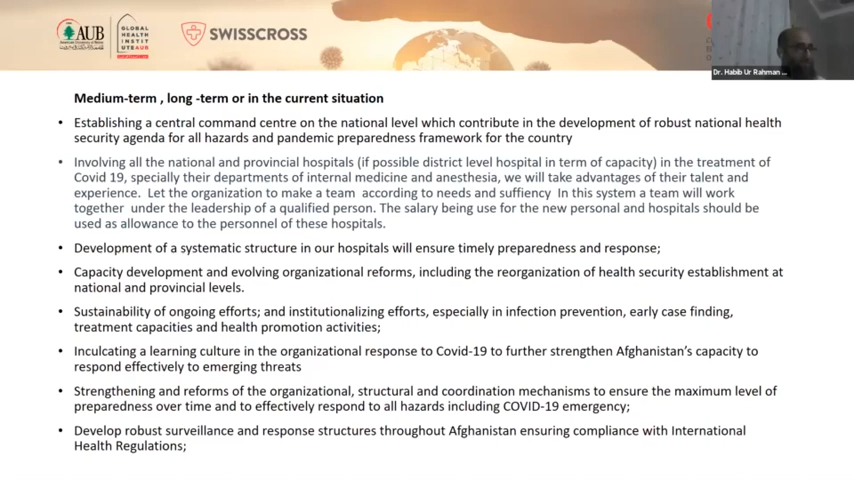 AUB
GLOBAL
HEALTH
INSTIT
UTEAUB
SWISSCROSS
Dr. Habib Ur Rahman ...
Medium-term , long -term or in the current situation
• Establishing a central command centre on the national level which contribute in the development of robust national health
security agenda for all hazards and pandemic preparedness framework for the country
• Involving all the national and provincial hospitals (if possible district level hospital in term of capacity) in the treatment of
Covid 19, specially their departments of internal medicine and anesthesia, we will take advantages of their talent and
experience. Let the organization to make a team according to needs and suffiency In this system a team will work
together under the leadership of a qualified person. The salary being use for the new personal and hospitals should be
used as allowance to the personnel of these hospitals.
• Development of a systematic structure in our hospitals will ensure timely preparedness and response;
• Capacity development and evolving organizational reforms, including the reorganization of health security establishment at
national and provincial levels.
• Sustainability of ongoing efforts; and institutionalizing efforts, especially in infection prevention, early case finding,
treatment capacities and health promotion activities;
• Inculcating a learning culture in the organizational response to Covid-19 to further strengthen Afghanistan's capacity to
respond effectively to emerging threats
• Strengthening and reforms of the organizational, structural and coordination mechanisms to ensure the maximum level of
preparedness over time and to effectively respond to all hazards including COVID-19 emergency;
• Develop robust surveillance and response structures throughout Afghanistan ensuring compliance with International
Health Regulations;